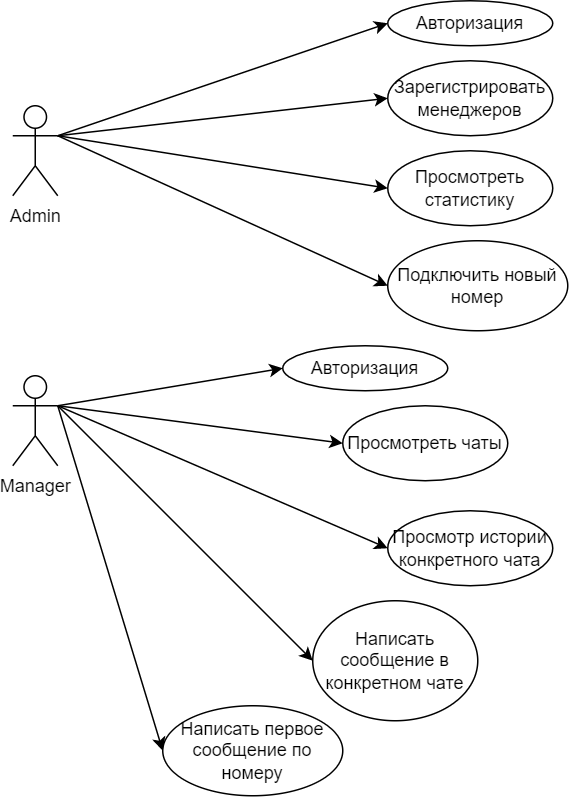 Авторизация
Зарегистрировать
менеджеров
Просмотреть
статистику
Admin
Подключить новый
номер
Авторизация
Просмотреть чаты
Manager
Просмотр истории
конкретного чата
Написать
сообщение в
конкретном чате
Написать первое
сообщение по
номеру